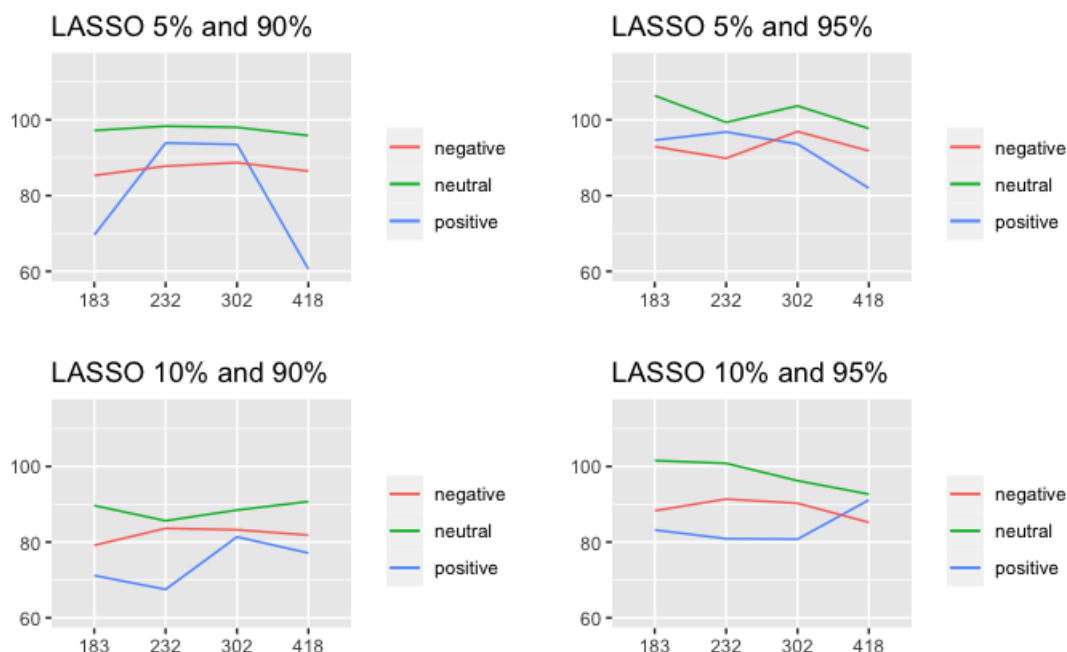 LASSO 5% and 90%
100
80
60
183 232 302 418
negative
neutral
positive
LASSO 5% and 95%
100
80
60
183 232 302 418
negative
neutral
positive
LASSO 10% and 90%
100
80
60
183 232 302 418
negative
neutral
positive
LASSO 10% and 95%
100
80
60
183 232 302 418
negative
neutral
positive